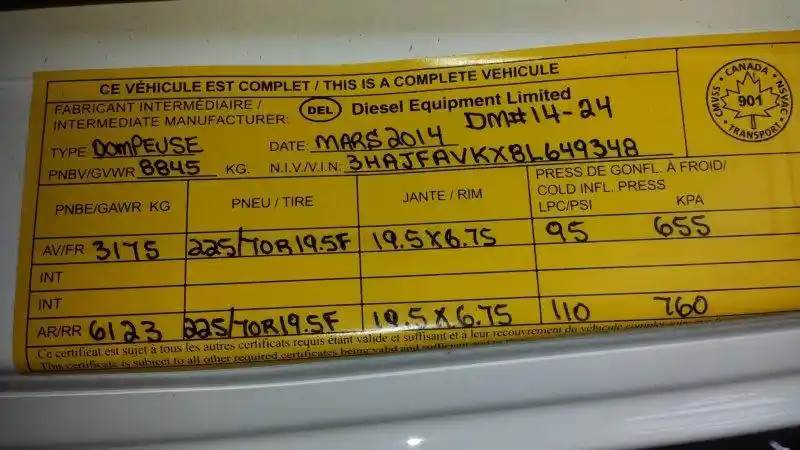 CE VÉHICULE EST COMPLET / THIS IS A COMPLETE VEHICULE
FABRICANT INTERMÉDIAIRE /
INTERMEDIATE MANUFACTURER: DEL Diesel Equipment Limited
DM#14-24
TYPE DOMPEUSE DATE: MARS 2014
PNBV/GVWR 8845 KG. N.I.V./V.I.N: 3HAJFAVKX8L649348
CANADA
CMVSS 901 NSVAC
TRANSPORT
PNBE/GAWR KG PNEU / TIRE JANTE / RIM PRESS DE GONFL. À FROID/
COLD INFL. PRESS
LPC/PSI KPA
AV/FR 3175 225/70R19.5F 19.5X6.75 95 655
INT
INT
AR/RR 6123 225/70R19.5F 19.5X6.75 110 760
Ce certificat est sujet à tous les autres certificats requis étant valide et suffisant et à leur recouvrement du véhicule
This certificate is subject to all other required certificates being valid and sufficient and